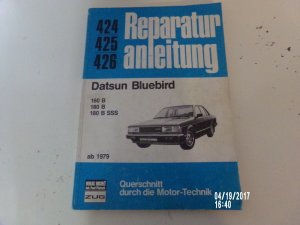 424
425
426
Reparatur
anleitung
Datsun Bluebird
160 B
180 B
180 B SSS
ab 1979
ZUG
Querschnitt
durch die Motor-Technik
04/19/2017
16:40